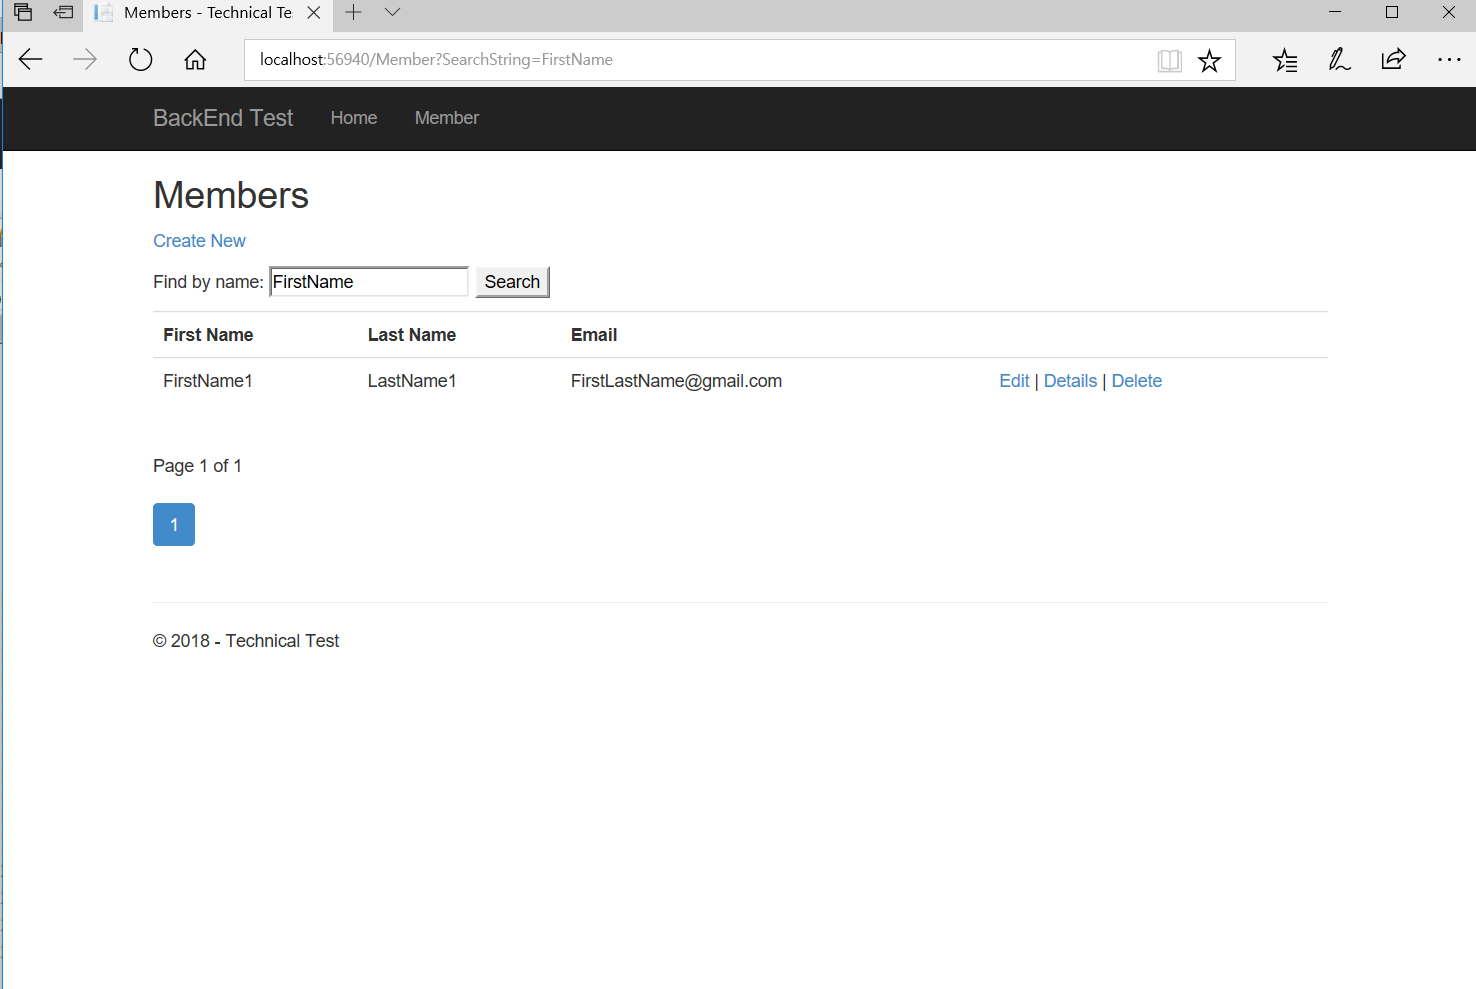 Members - Technical Te
localhost:56940/Member?SearchString=FirstName
BackEnd Test Home Member
Members
Create New
Find by name: FirstName Search
First Name Last Name Email
FirstName1 LastName1 FirstLastName@gmail.com Edit | Details | Delete
Page 1 of 1
1
© 2018 - Technical Test